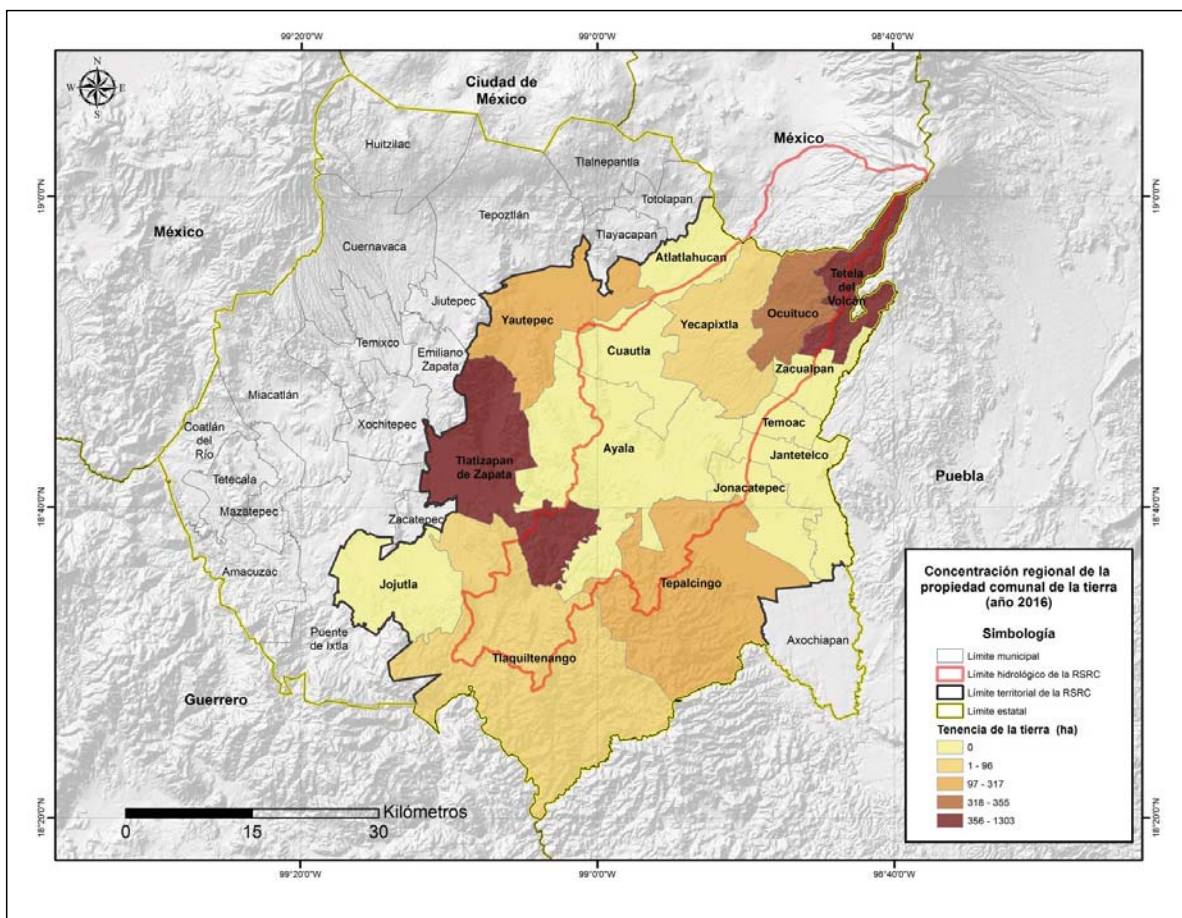 99°20'0"W
99°0'0"W
98°40'0"W
N
W
E
S
Ciudad de
México
México
Huitzilac
Tlalnepantla
Totolapan
19°0'0"N
19°0'0"N
Tepoztlán
Tlayacapan
México
Cuernavaca
Atlatlahucan
Tetela
del
Volcán
Jiutepec
Yautepec
Yecapixtla
Ocuituco
Temixco
Emiliano
Zapata
Cuautla
Zacualpan
Miacatlán
Xochitepec
Temoac
Coatlán
del
Río
Ayala
Jantetelco
Tlatizapan
de Zapata
Tetecala
Jonacatepec
Puebla
Mazatepec
Zacatepec
18°40'0"N
18°40'0"N
Amacuzac
Jojutla
Tepalcingo
Puente
de Ixtla
Tlaquiltenango
Axochiapan
Guerrero
Concentración regional de la
propiedad comunal de la tierra
(año 2016)
Simbología
Límite municipal
Límite hidrológico de la RSRC
Límite territorial de la RSRC
Límite estatal
Tenencia de la tierra (ha)
0
1 - 96
97 - 317
318 - 355
356 - 1303
Kilómetros
0
15
30
18°20'0"N
18°20'0"N
99°20'0"W
99°0'0"W
98°40'0"W